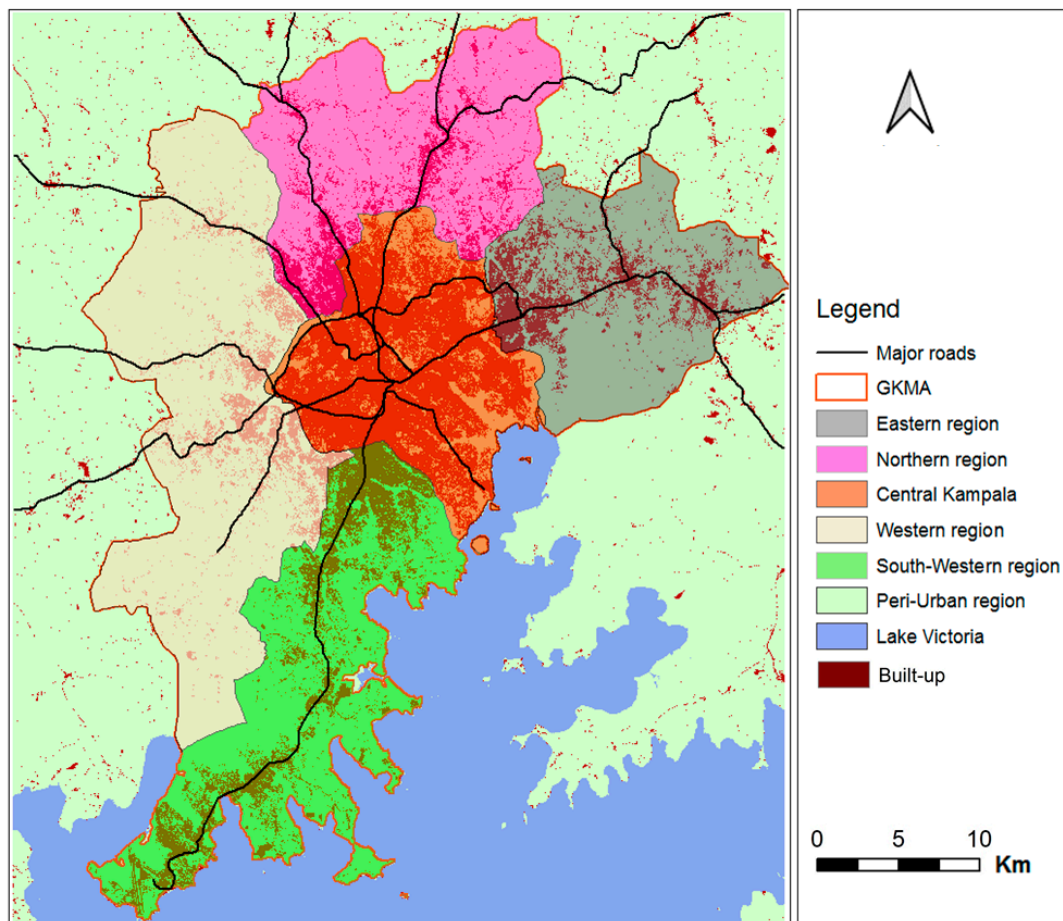 Legend
Major roads
GKMA
Eastern region
Northern region
Central Kampala
Western region
South-Western region
Peri-Urban region
Lake Victoria
Built-up
0 5 10
Km